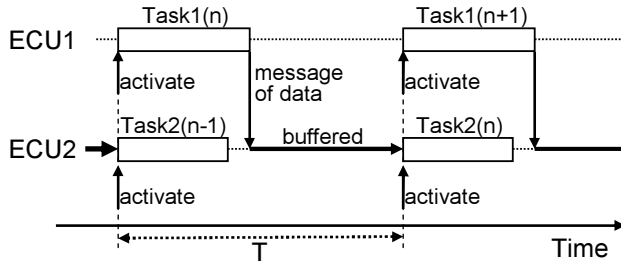 Task1(n)
Task1(n+1)
ECU1
activate
message
of data
activate
Task2(n-1)
buffered
Task2(n)
ECU2
activate
activate
T
Time